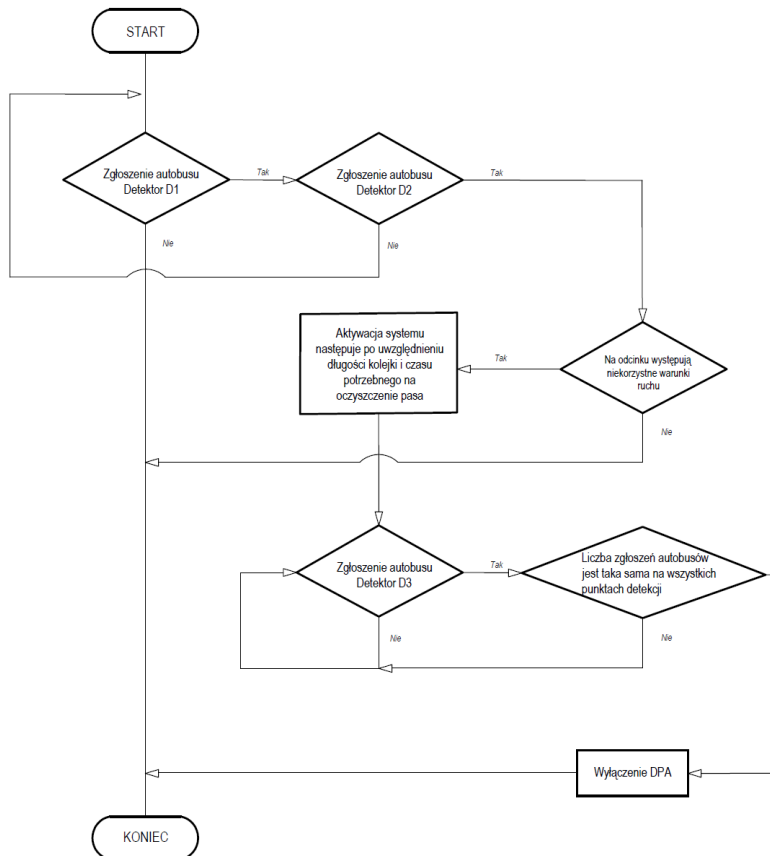 START
Zgłoszenie autobusu
Detektor D1
Tak
Zgłoszenie autobusu
Detektor D2
Tak
Nie
Nie
Aktywacja systemu
następuje po uwzględnieniu
długości kolejki i czasu
potrzebnego na
oczyszczenie pasa
Tak
Na odcinku występują
niekorzystne warunki
ruchu
Nie
Zgłoszenie autobusu
Detektor D3
Tak
Liczba zgłoszeń autobusów
jest taka sama na wszystkich
punktach detekcji
Nie
Nie
Wyłączenie DPA
KONIEC